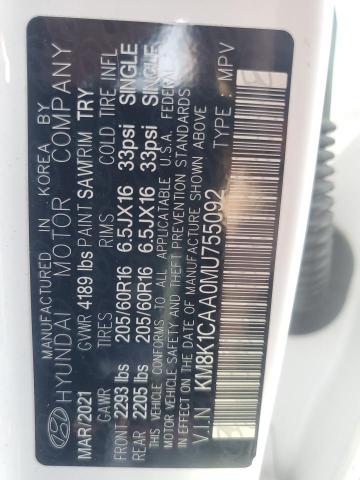 MANUFACTURED IN KOREA BY
HYUNDAI MOTOR COMPANY
MAR/2021 GVWR 4189 lbs PAINT SAW TRIM TRY
GAWR TIRES RIMS COLD TIRE INFL
FRONT 2293 lbs 205/60R16 6.5JX16 33psi SINGLE
REAR 2205 lbs 205/60R16 6.5JX16 33psi SINGLE
THIS VEHICLE CONFORMS TO ALL APPLICABLE U.S.A. FEDERAL
MOTOR VEHICLE SAFETY AND THEFT PREVENTION STANDARDS
IN EFFECT ON THE DATE OF MANUFACTURE SHOWN ABOVE
V.I.N KM8K1CAA0MU755092 TYPE : MPV